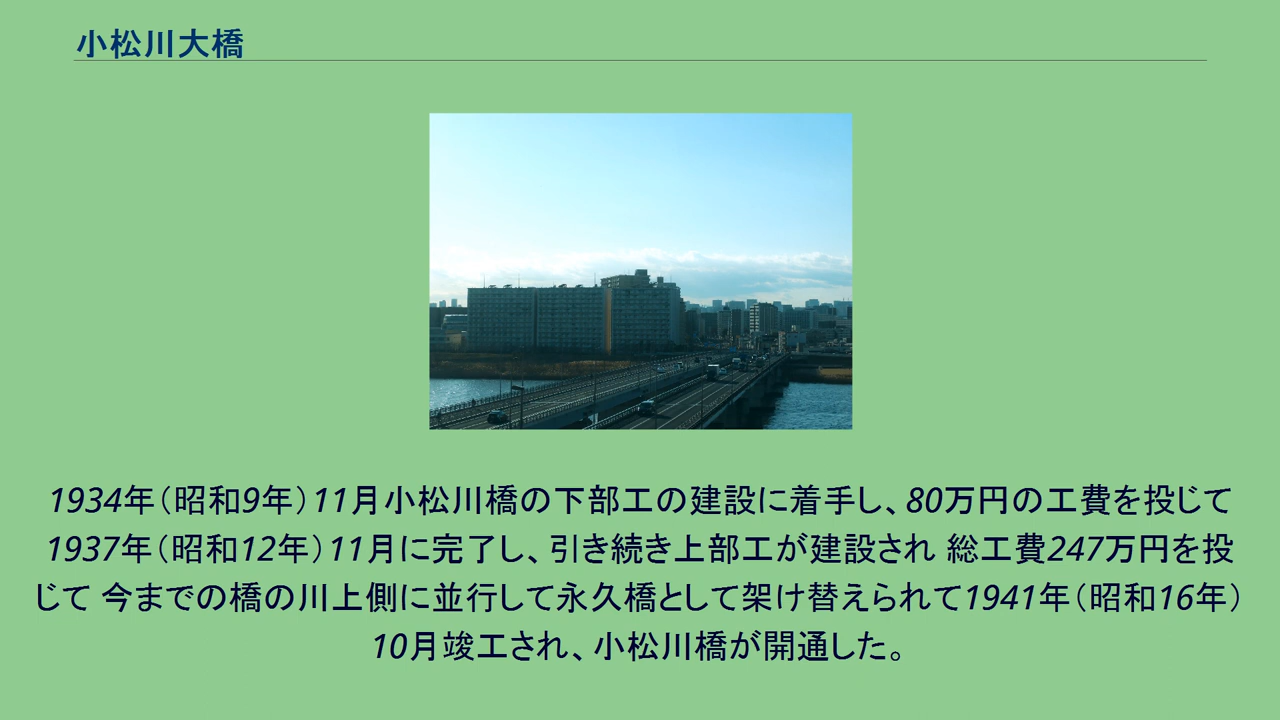 小松川大橋
1934年（昭和9年）11月小松川橋の下部工の建設に着手し、80万円の工費を投じて
1937年（昭和12年）11月に完了し、引き続き上部工が建設され 総工費247万円を投
じて 今までの橋の川上側に並行して永久橋として架け替えられて1941年（昭和16年）
10月竣工され、小松川橋が開通した。